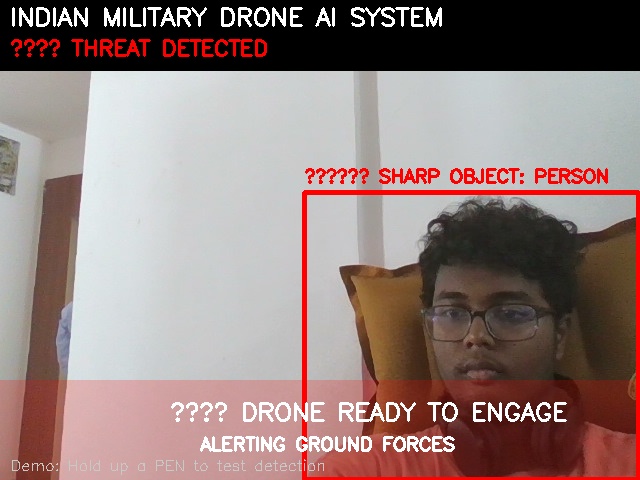 INDIAN MILITARY DRONE AI SYSTEM
???? THREAT DETECTED
?????? SHARP OBJECT: PERSON
???? DRONE READY TO ENGAGE
ALERTING GROUND FORCES
Demo: Hold up a PEN to test detection